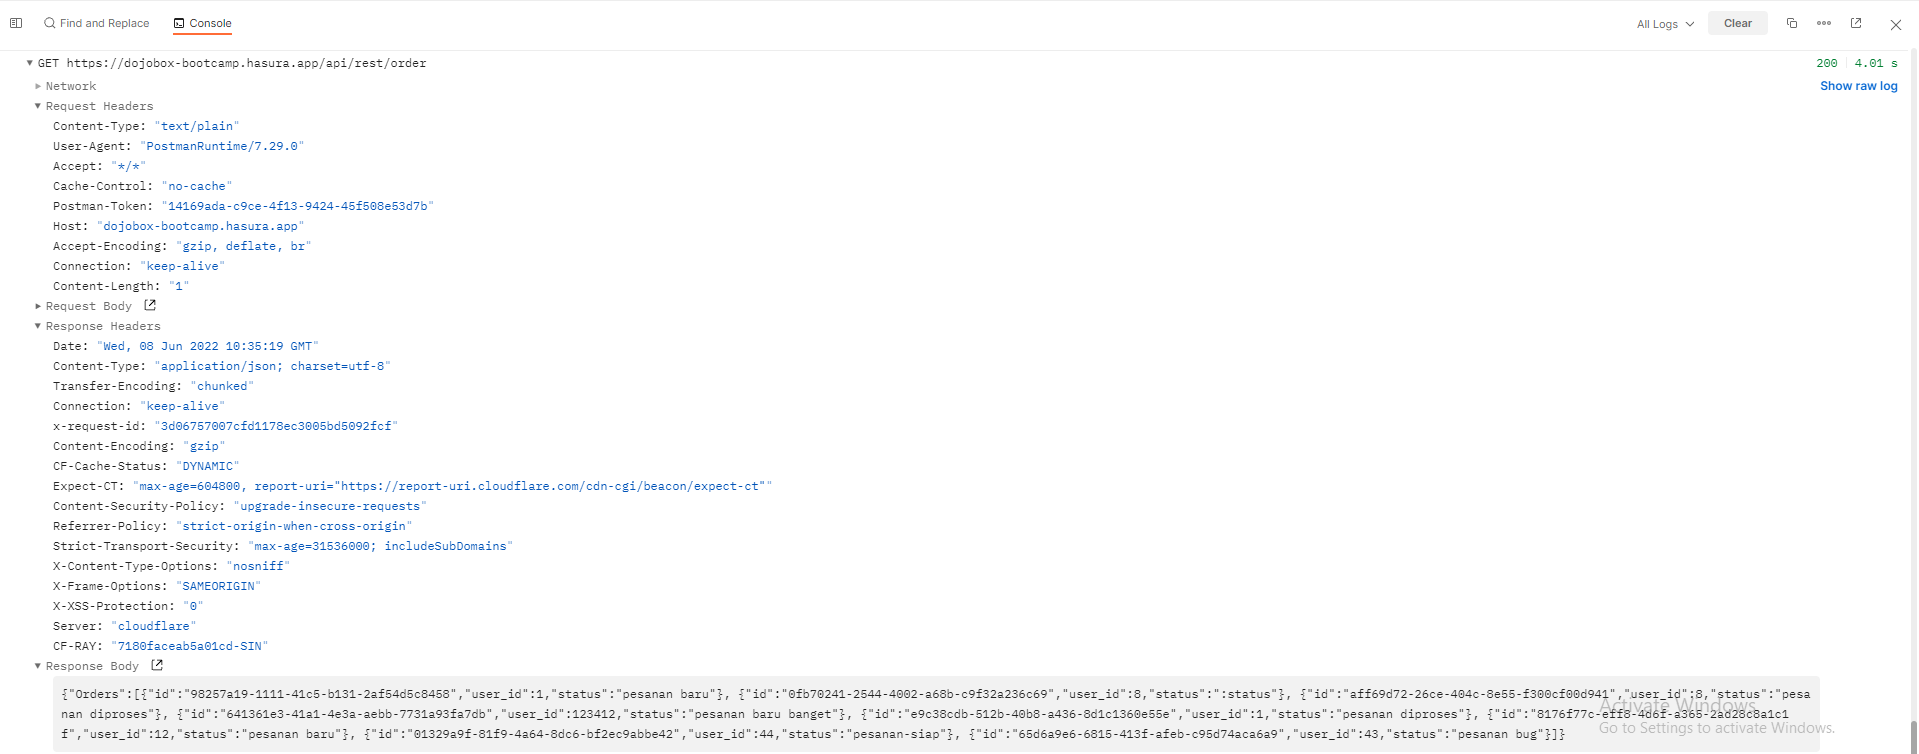 Find and Replace Console All Logs Clear
GET https://dojobox-bootcamp.hasura.app/api/rest/order 200 4.01 s
Network Show raw log
Request Headers
Content-Type: "text/plain"
User-Agent: "PostmanRuntime/7.29.0"
Accept: "*/*"
Cache-Control: "no-cache"
Postman-Token: "14169ada-c9ce-4f13-9424-45f508e53d7b"
Host: "dojobox-bootcamp.hasura.app"
Accept-Encoding: "gzip, deflate, br"
Connection: "keep-alive"
Content-Length: "1"
Request Body
Response Headers
Date: "Wed, 08 Jun 2022 10:35:19 GMT"
Content-Type: "application/json; charset=utf-8"
Transfer-Encoding: "chunked"
Connection: "keep-alive"
x-request-id: "3d06757007cfd1178ec3005bd5092fcf"
Content-Encoding: "gzip"
CF-Cache-Status: "DYNAMIC"
Expect-CT: "max-age=604800, report-uri="https://report-uri.cloudflare.com/cdn-cgi/beacon/expect-ct""
Content-Security-Policy: "upgrade-insecure-requests"
Referrer-Policy: "strict-origin-when-cross-origin"
Strict-Transport-Security: "max-age=31536000; includeSubDomains"
X-Content-Type-Options: "nosniff"
X-Frame-Options: "SAMEORIGIN"
X-XSS-Protection: "0"
Server: "cloudflare"
CF-RAY: "7180faceab5a01cd-SIN"
Response Body
{"Orders":[{"id":"98257a19-1111-41c5-b131-2af54d5c8458","user_id":1,"status":"pesanan baru"}, {"id":"0fb70241-2544-4002-a68b-c9f32a236c69","user_id":8,"status":":status"}, {"id":"aff69d72-26ce-404c-8e55-f300cf00d941","user_id":8,"status":"pesa
nan diproses"}, {"id":"641361e3-41a1-4e3a-aebb-7731a93fa7db","user_id":123412,"status":"pesanan baru banget"}, {"id":"e9c38cdb-512b-40b8-a436-8d1c1360e55e","user_id":1,"status":"pesanan diproses"}, {"id":"8176f77c-eff8-4d6f-a365-2ad28c8a1c1
f","user_id":12,"status":"pesanan baru"}, {"id":"01329a9f-81f9-4a64-8dc6-bf2ec9abbe42","user_id":44,"status":"pesanan-siap"}, {"id":"65d6a9e6-6815-413f-afeb-c95d74aca6a9","user_id":43,"status":"pesanan bug"}]}
Activate Windows
Go to Settings to activate Windows.